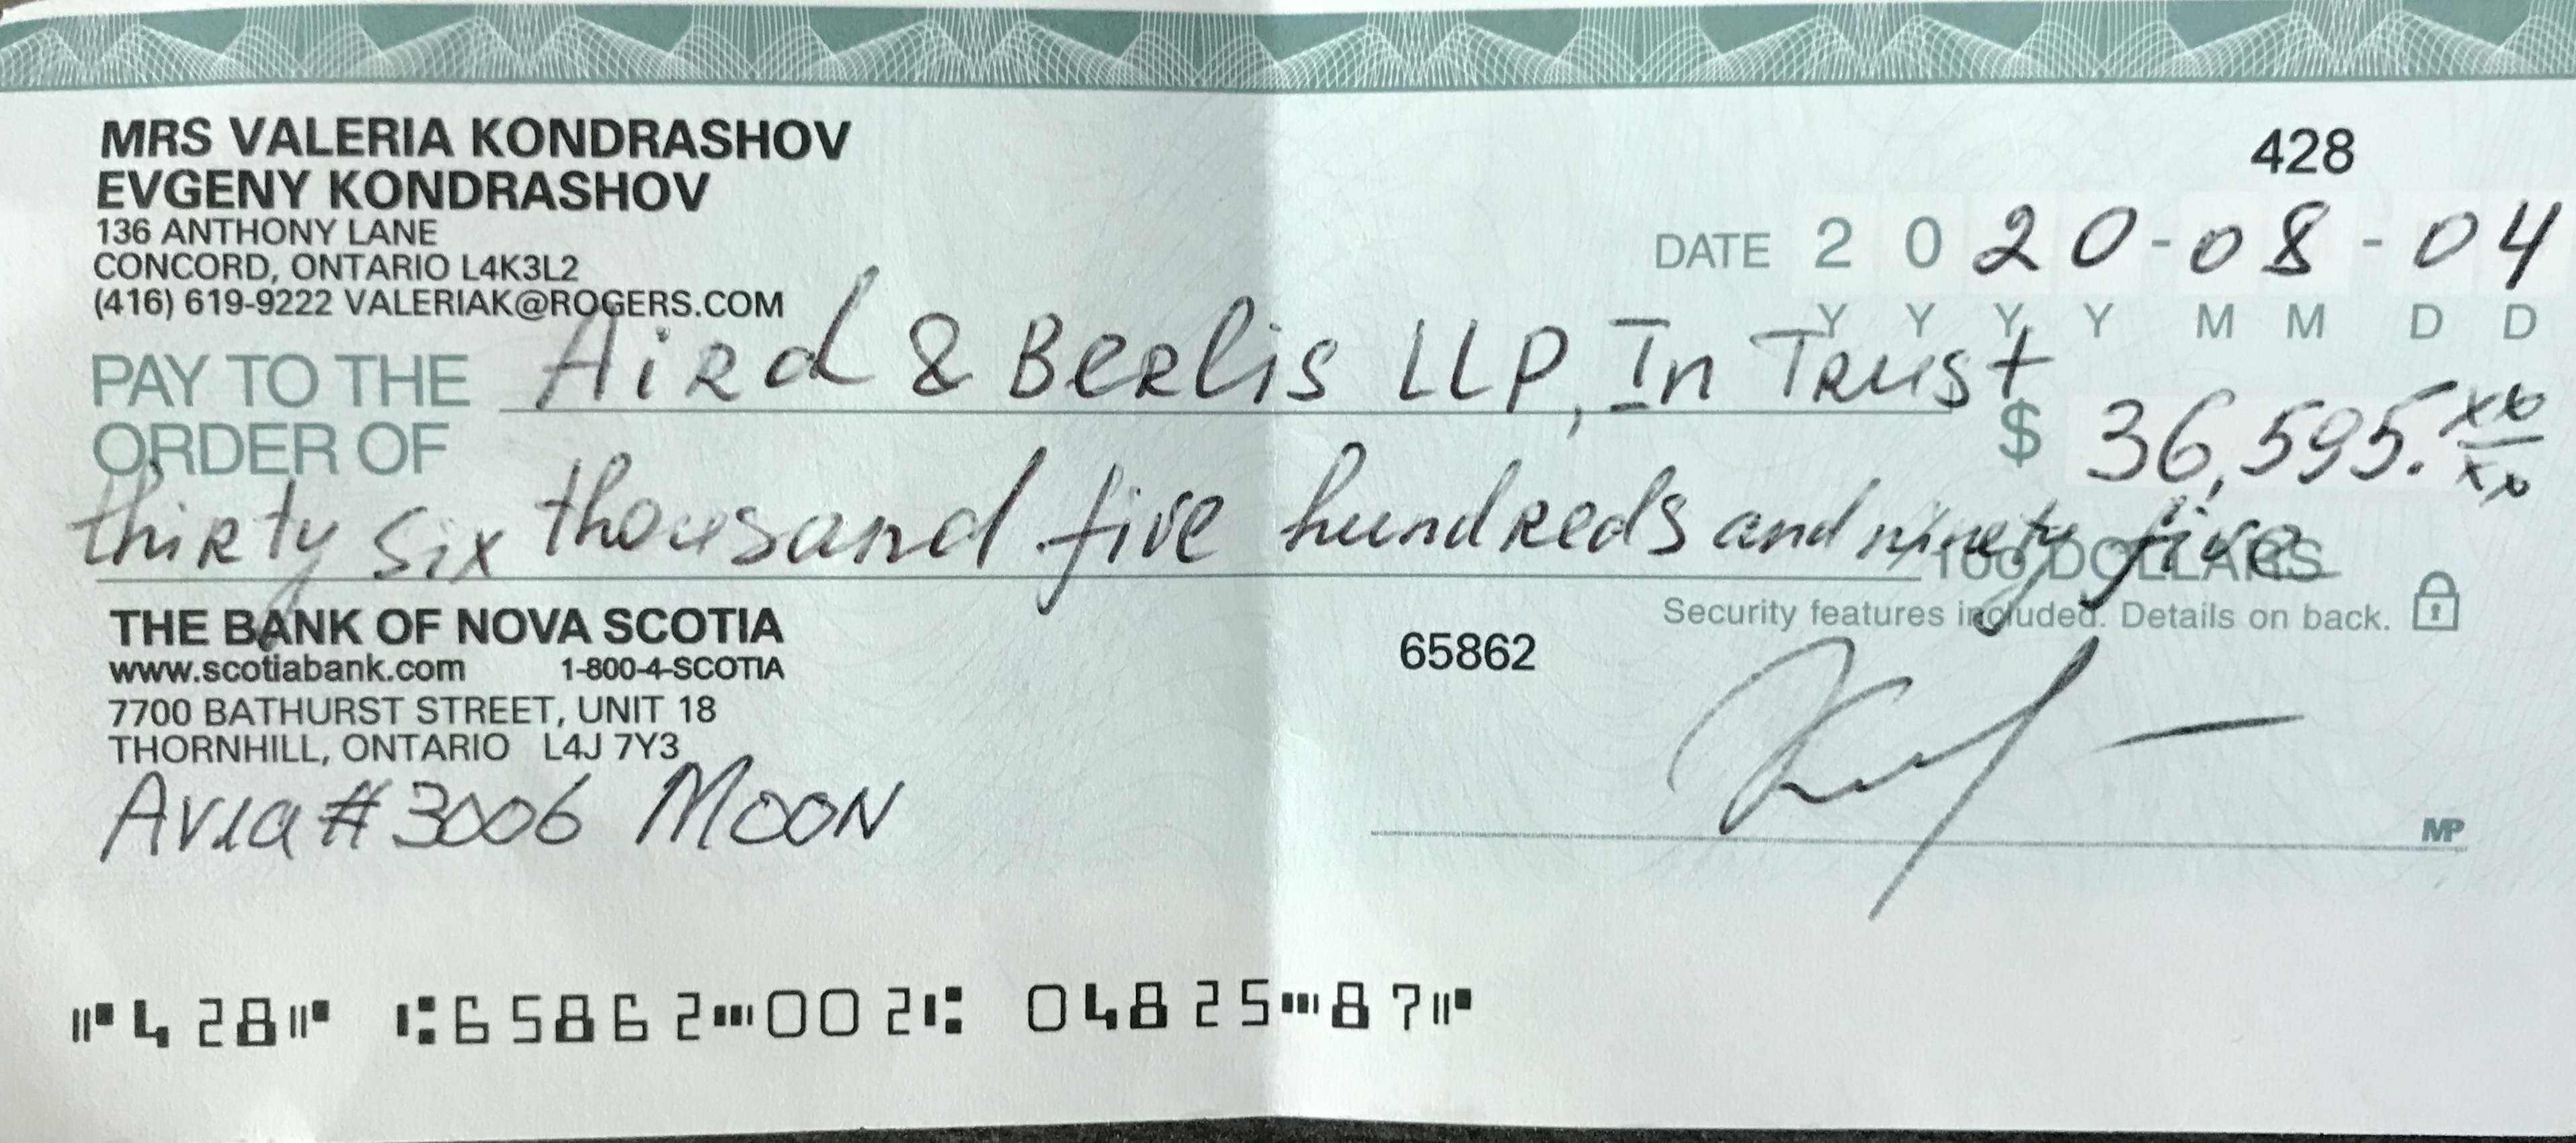 MRS VALERIA KONDRASHOV
EVGENY KONDRASHOV
136 ANTHONY LANE
CONCORD, ONTARIO L4K3L2
(416) 619-9222 VALERIAK@ROGERS.COM
428
DATE 2020-08-04
Y Y Y Y M M D D
PAY TO THE ORDER OF Aird & Berlis LLP, In Trust
$ 36,595. xx/xx
thirty six thousand five hundreds and ninety five
/100 DOLLARS
Security features included. Details on back.
THE BANK OF NOVA SCOTIA
www.scotiabank.com 1-800-4-SCOTIA
7700 BATHURST STREET, UNIT 18
THORNHILL, ONTARIO L4J 7Y3
65862
Avia # 3006 MOON
MP
⑈428⑈ ⑆65862⑉002⑆ 04825⑉87⑈